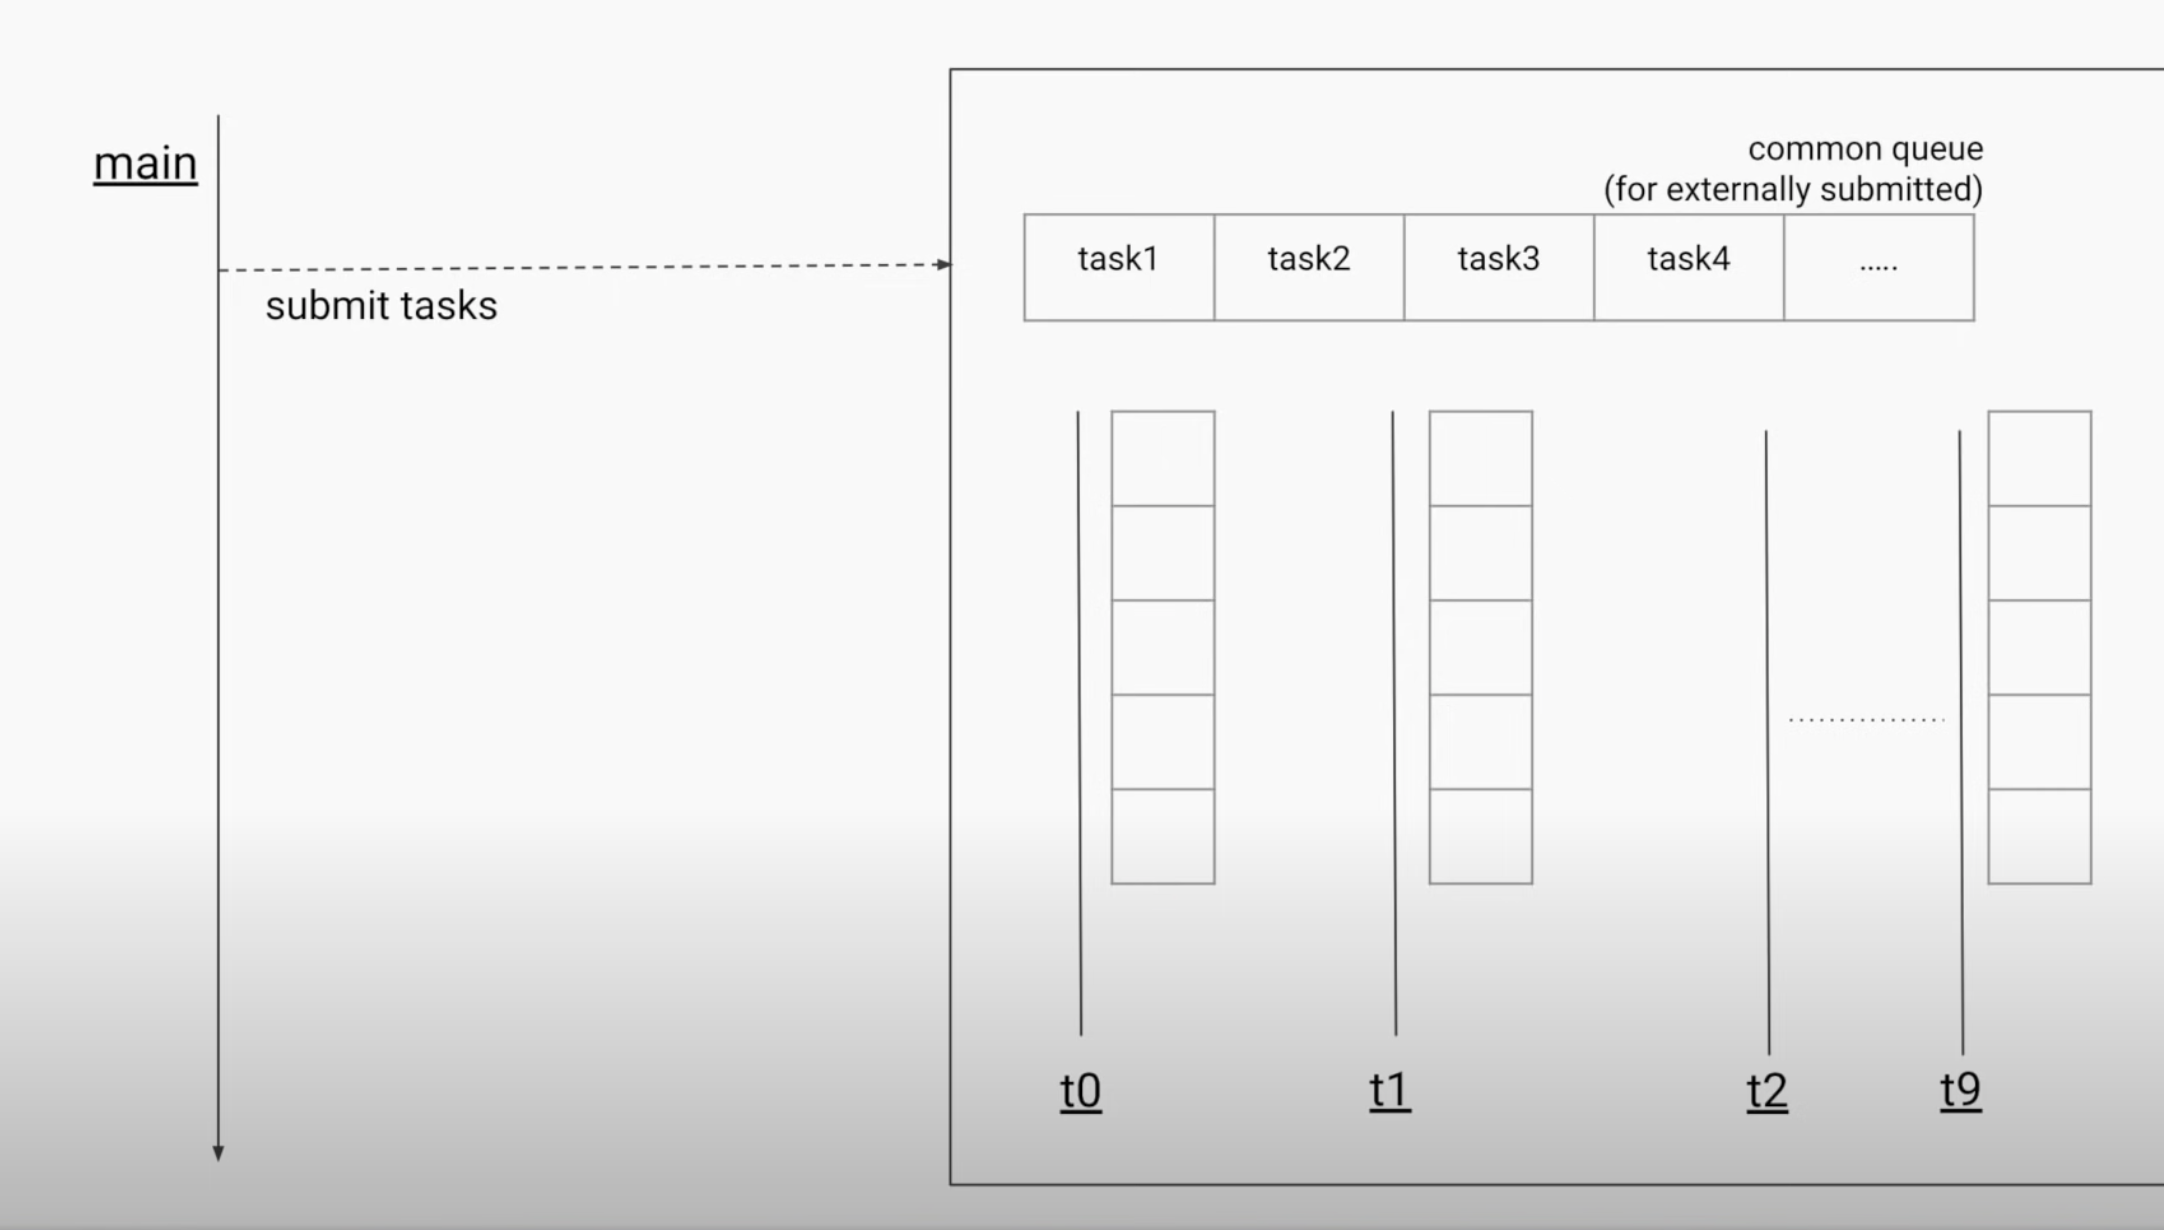 main
submit tasks
common queue
(for externally submitted)
task1 task2 task3 task4 .....
t0 t1 t2 t9